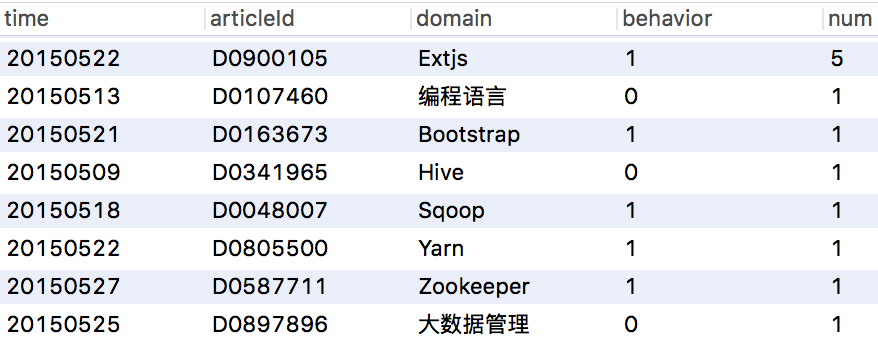 time articleId domain behavior num
20150522 D0900105 Extjs 1 5
20150513 D0107460 编程语言 0 1
20150521 D0163673 Bootstrap 1 1
20150509 D0341965 Hive 0 1
20150518 D0048007 Sqoop 1 1
20150522 D0805500 Yarn 1 1
20150527 D0587711 Zookeeper 1 1
20150525 D0897896 大数据管理 0 1